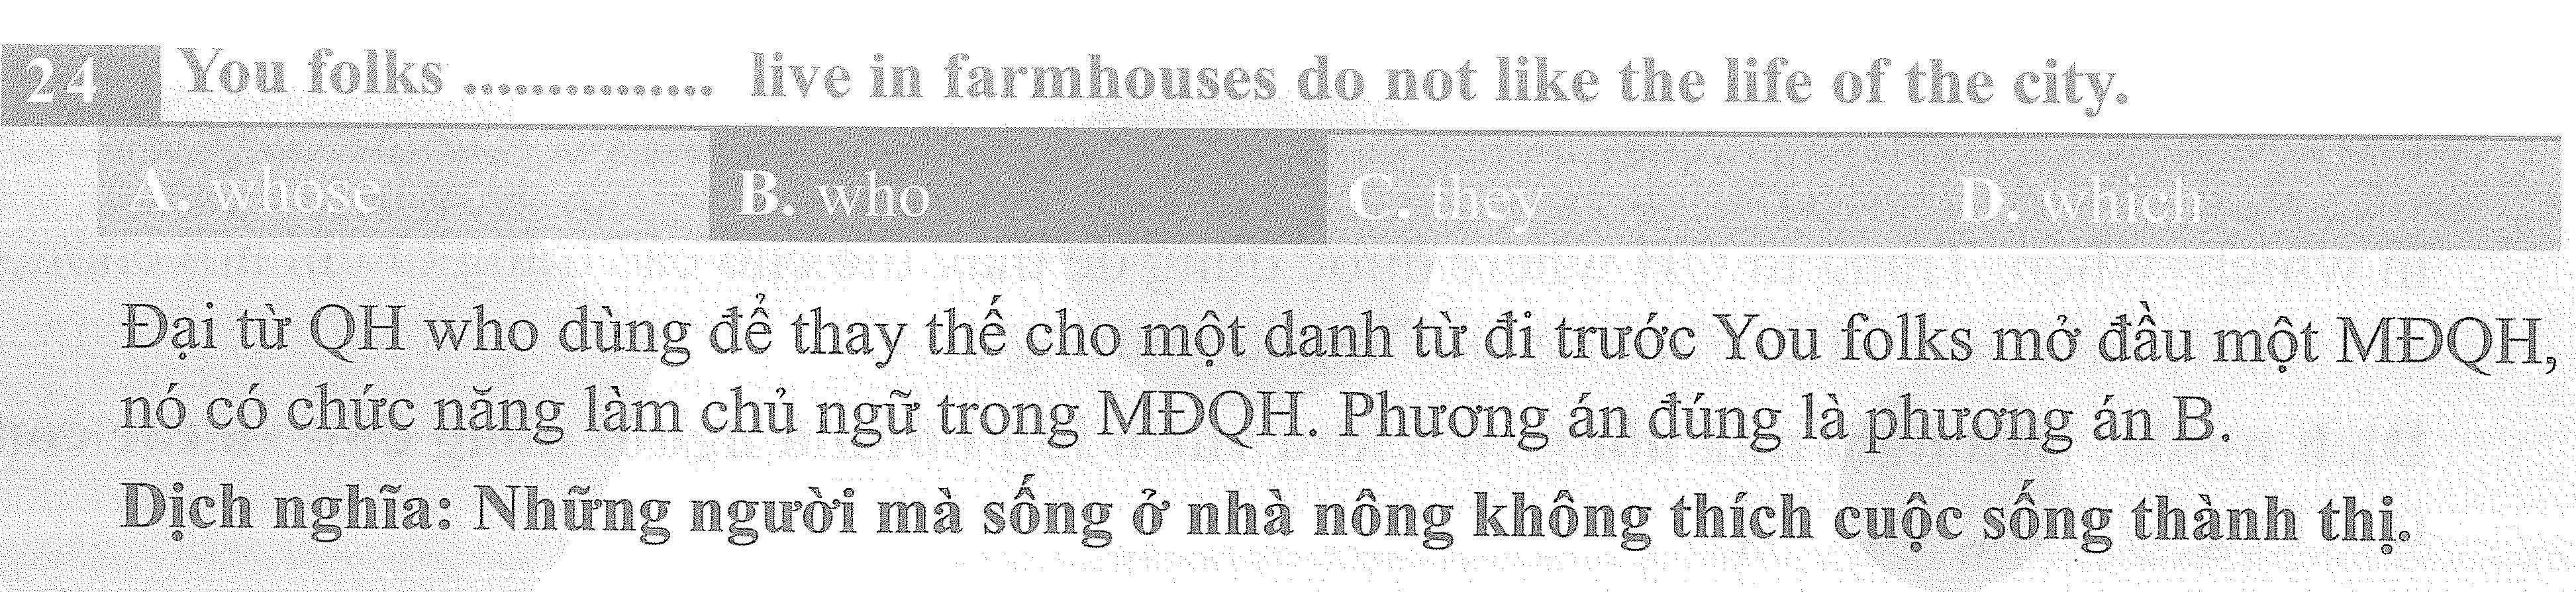 24 You folks .............. live in farmhouses do not like the life of the city.
A. whose B. who C. they D. which
Đại từ QH who dùng để thay thế cho một danh từ đi trước You folks mở đầu một MĐQH,
nó có chức năng làm chủ ngữ trong MĐQH. Phương án đúng là phương án B.
Dịch nghĩa: Những người mà sống ở nhà nông không thích cuộc sống thành thị.